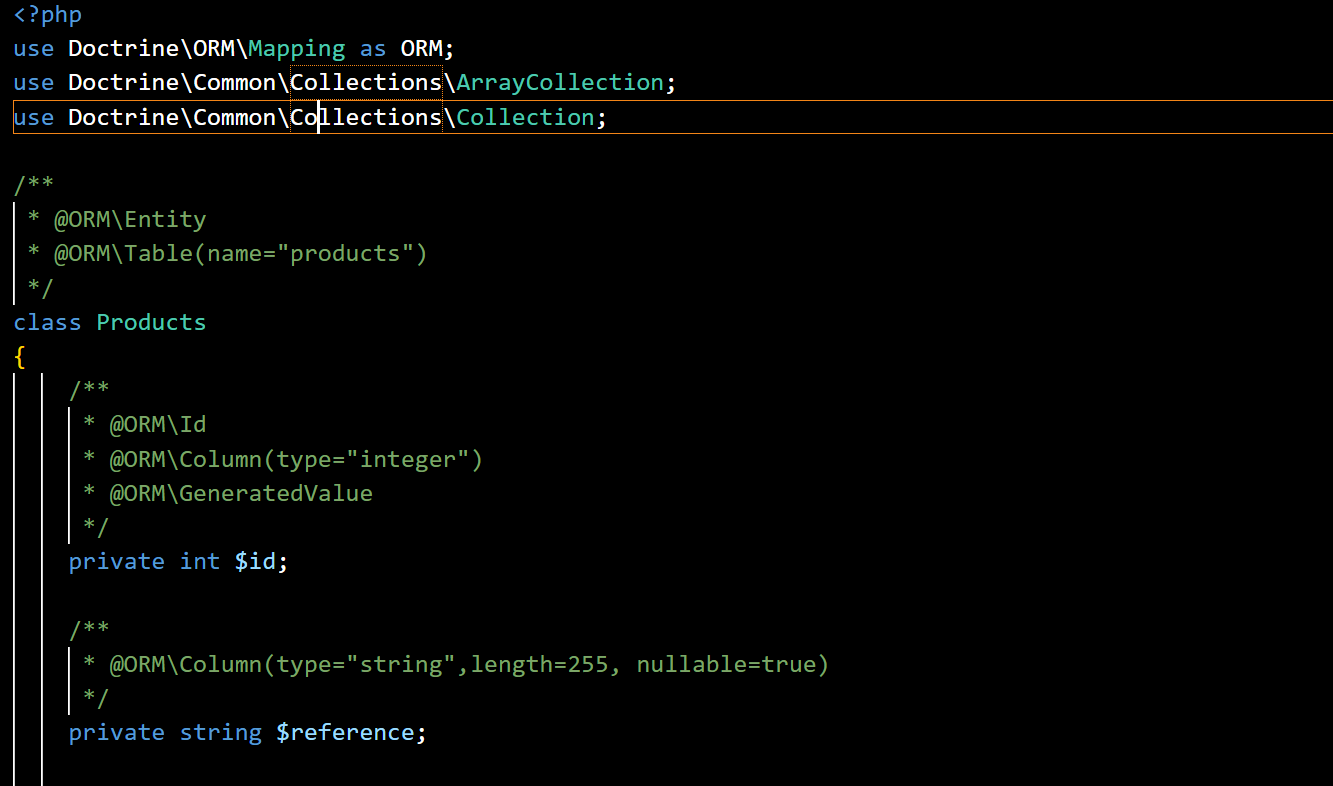 <?php
use Doctrine\ORM\Mapping as ORM;
use Doctrine\Common\Collections\ArrayCollection;
use Doctrine\Common\Collections\Collection;
/**
* @ORM\Entity
* @ORM\Table(name="products")
*/
class Products
{
/**
* @ORM\Id
* @ORM\Column(type="integer")
* @ORM\GeneratedValue
*/
private int $id;
/**
* @ORM\Column(type="string",length=255, nullable=true)
*/
private string $reference;